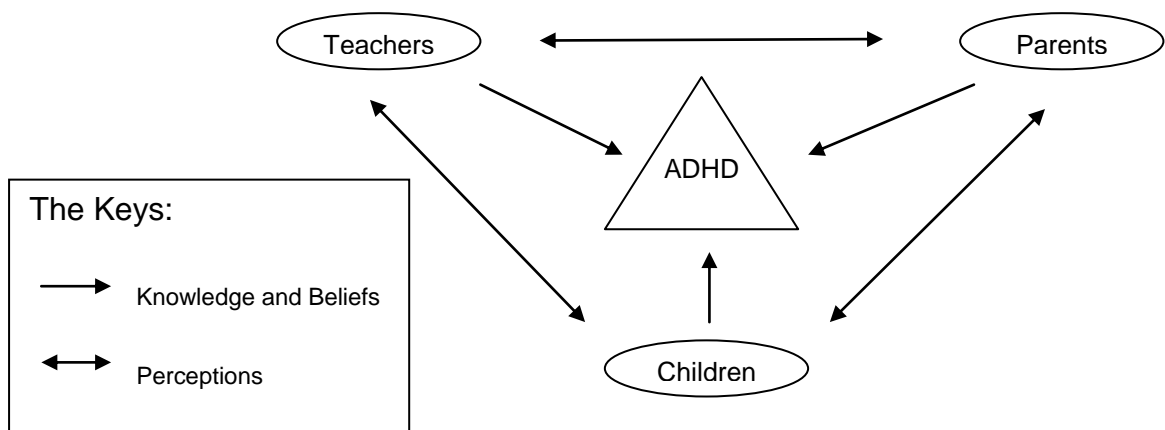 Teachers
Parents
ADHD
The Keys:
Knowledge and Beliefs
Perceptions
Children